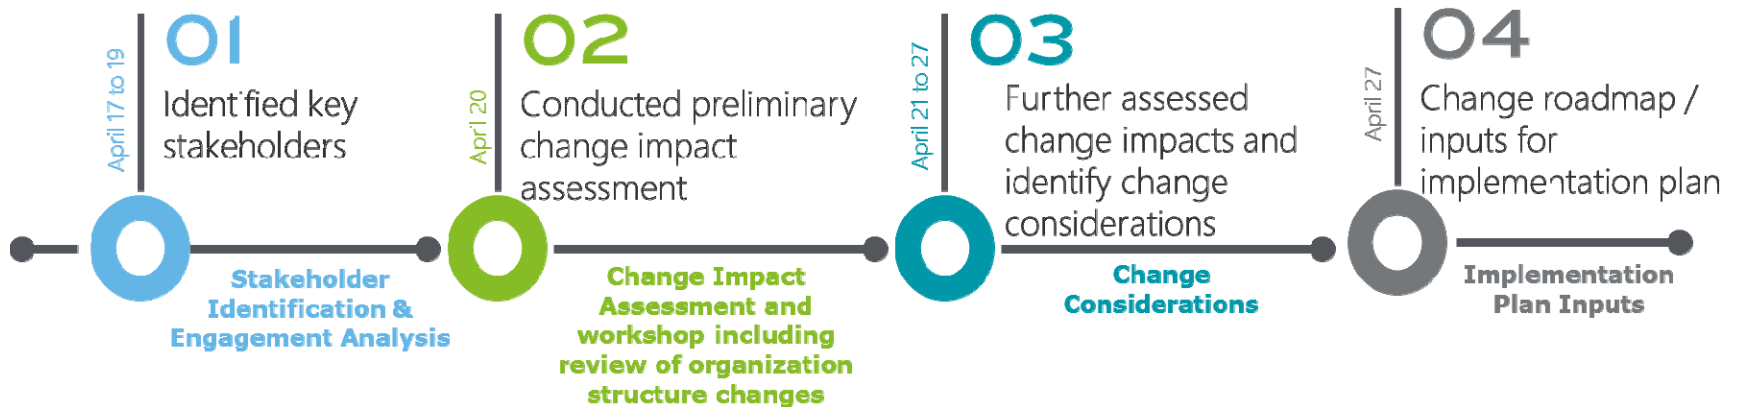 01
April 17 to 19
Identified key
stakeholders
Stakeholder
Identification &
Engagement Analysis
02
April 20
Conducted preliminary
change impact
assessment
Change Impact
Assessment and
workshop including
review of organization
structure changes
03
April 21 to 27
Further assessed
change impacts and
identify change
considerations
Change
Considerations
04
April 27
Change roadmap /
inputs for
implementation plan
Implementation
Plan Inputs